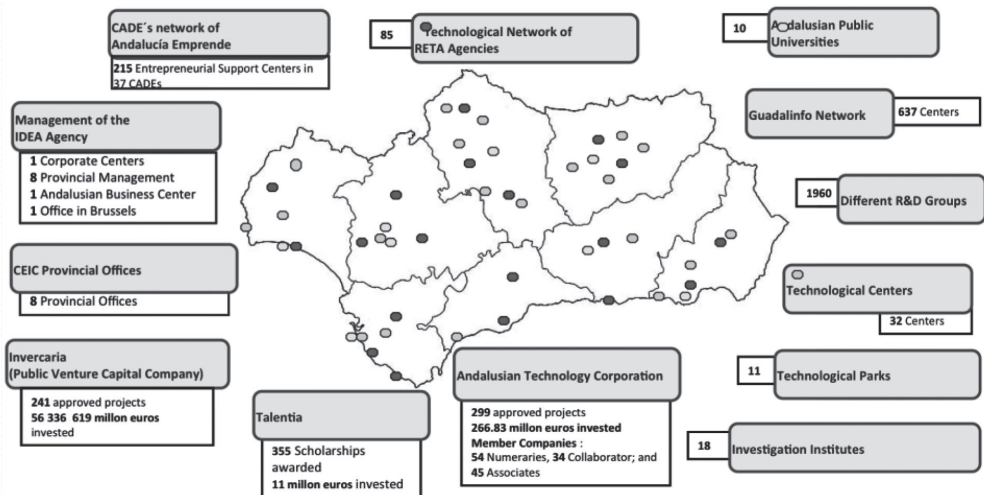 CADE´s network of
Andalucía Emprende
215 Entrepreneurial Support Centers in
37 CADEs
85
Technological Network of
RETA Agencies
10
Andalusian Public
Universities
Management of the
IDEA Agency
1 Corporate Centers
8 Provincial Management
1 Andalusian Business Center
1 Office in Brussels
Guadalinfo Network
637 Centers
1960
Different R&D Groups
CEIC Provincial Offices
8 Provincial Offices
Technological Centers
32 Centers
Invercaria
(Public Venture Capital Company)
241 approved projects
56 336 619 millon euros
invested
Talentia
355 Scholarships
awarded
11 millon euros invested
Andalusian Technology Corporation
299 approved projects
266.83 millon euros invested
Member Companies :
54 Numeraries, 34 Collaborator; and
45 Associates
11
Technological Parks
18
Investigation Institutes